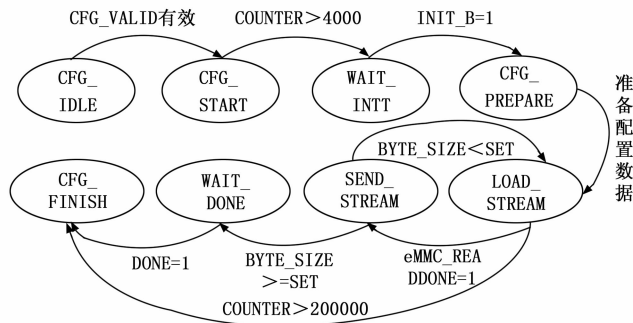 CFG_VALID有效
COUNTER＞4000
INIT_B=1
CFG_
IDLE
CFG_
START
WAIT_
INTT
CFG_
PREPARE
准备配置数据
BYTE_SIZE＜SET
CFG_
FINISH
WAIT_
DONE
SEND_
STREAM
LOAD_
STREAM
DONE=1
BYTE_SIZE
>=SET
eMMC_REA
DDONE=1
COUNTER＞200000